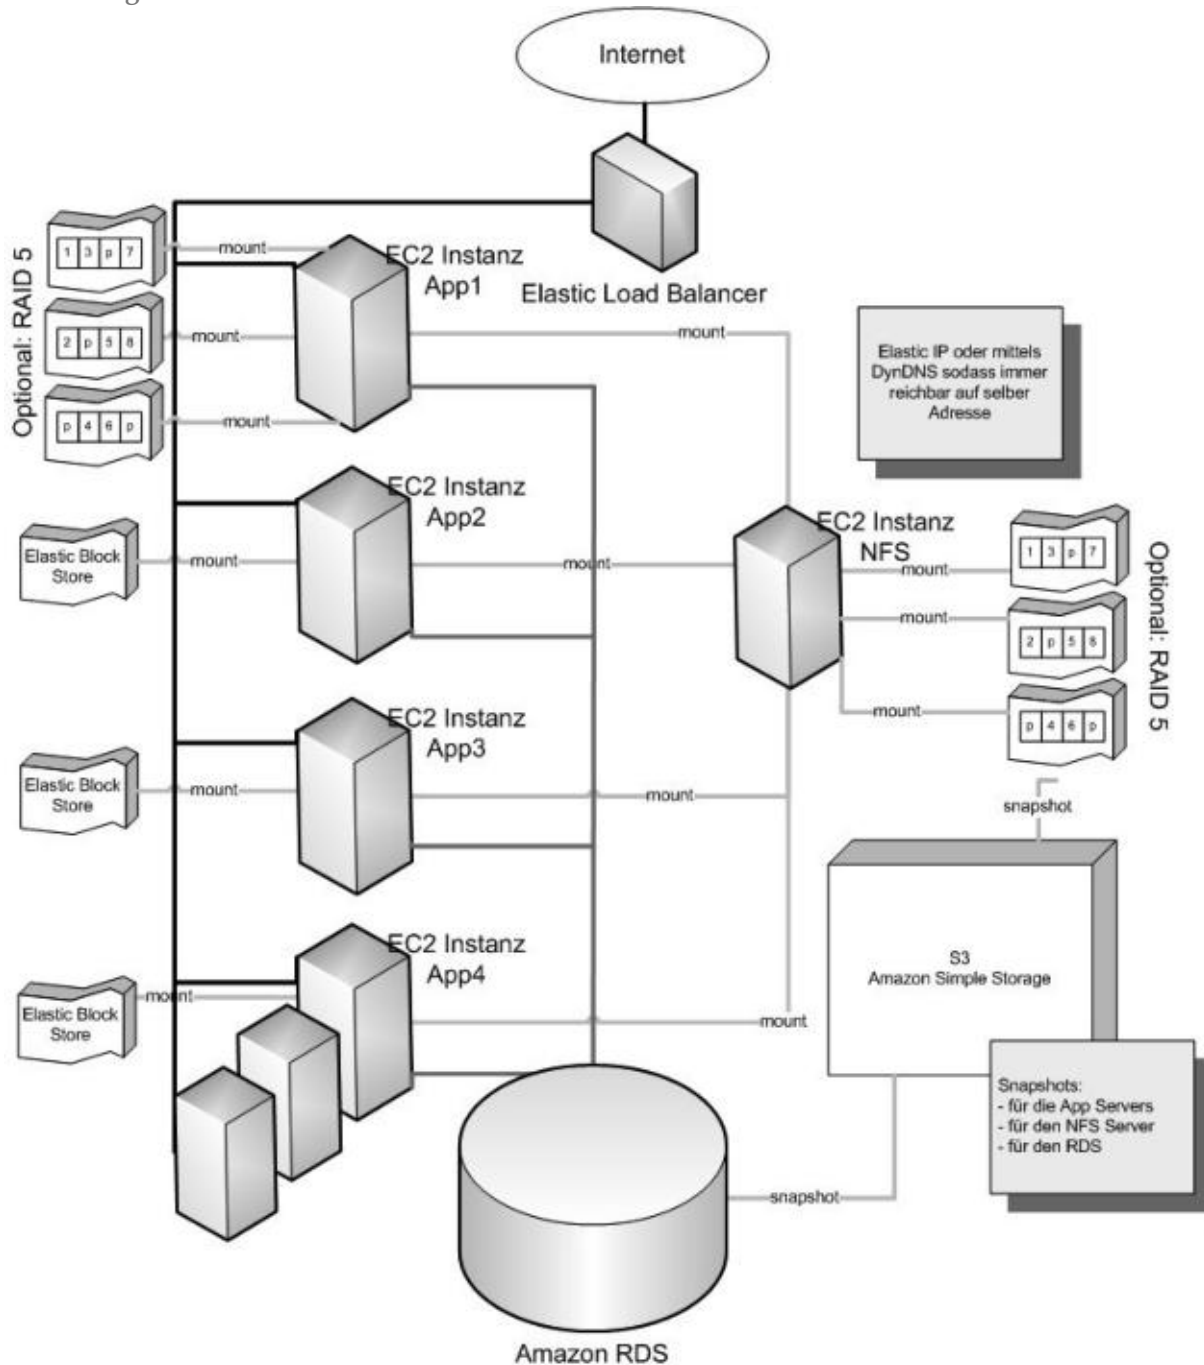 Internet
Elastic Load Balancer
Optional: RAID 5
1 3 p 7
mount
EC2 Instanz
App1
2 p 5 8
mount
mount
p 4 6 p
mount
Elastic IP oder mittels
DynDNS sodass immer
reichbar auf selber
Adresse
EC2 Instanz
App2
Elastic Block
Store
mount
mount
EC2 Instanz
NFS
mount
1 3 p 7
mount
2 p 5 8
mount
p 4 6 p
Optional: RAID 5
EC2 Instanz
App3
Elastic Block
Store
mount
mount
snapshot
S3
Amazon Simple Storage
EC2 Instanz
App4
Elastic Block
Store
mount
mount
Snapshots:
- für die App Servers
- für den NFS Server
- für den RDS
snapshot
Amazon RDS